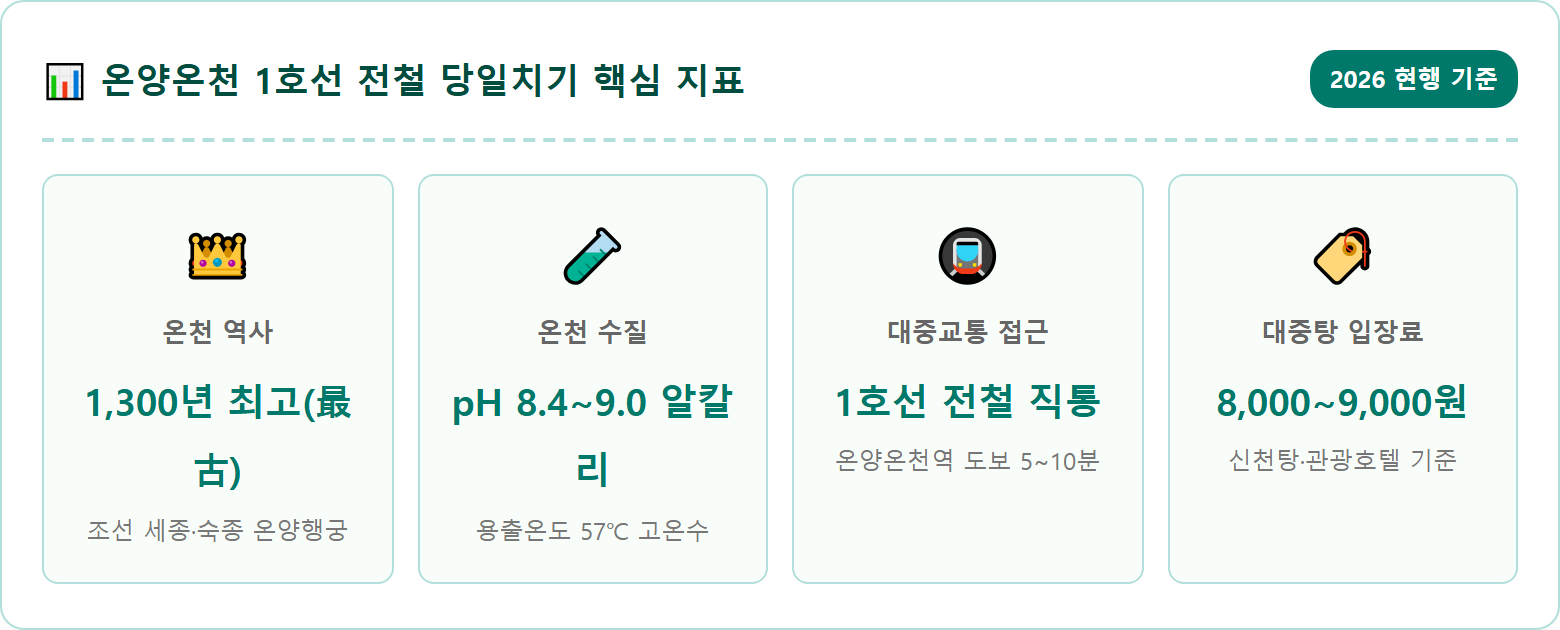 온양온천 1호선 전철 당일치기 핵심 지표
2026 현행 기준
온천 역사
1,300년 최고(最
古)
조선 세종·숙종 온양행궁
온천 수질
pH 8.4~9.0 알칼
리
용출온도 57℃ 고온수
대중교통 접근
1호선 전철 직통
온양온천역 도보 5~10분
대중탕 입장료
8,000~9,000원
신천탕·관광호텔 기준